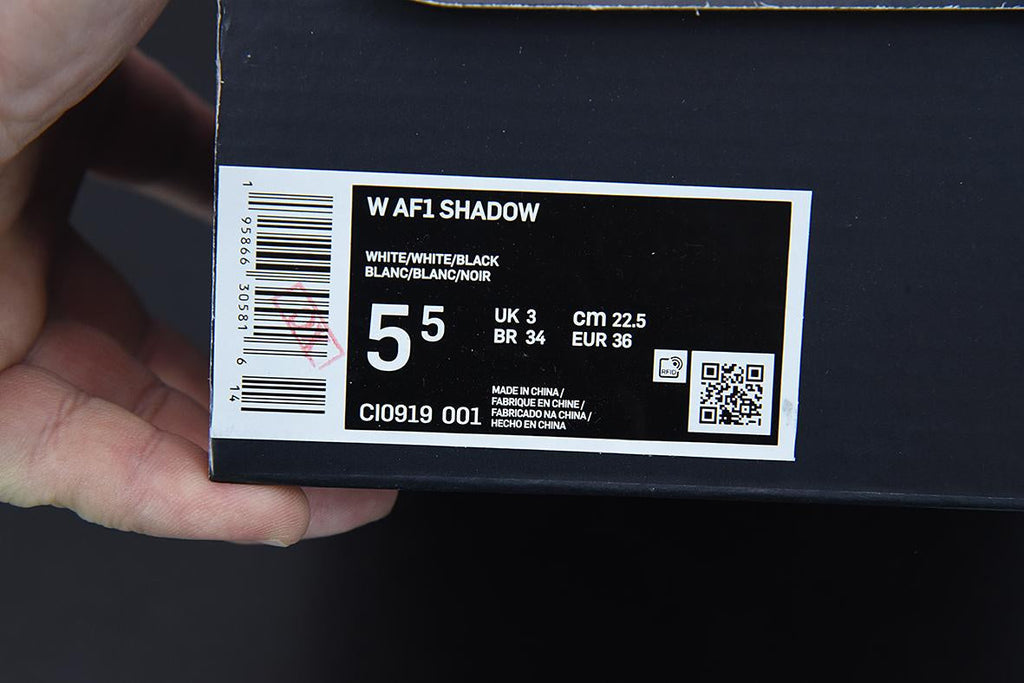 W AF1 SHADOW
WHITE/WHITE/BLACK
BLANC/BLANC/NOIR
5 5
UK 3
BR 34
cm 22.5
EUR 36
RFID
CI0919 001
MADE IN CHINA /
FABRIQUE EN CHINE /
FABRICADO NA CHINA /
HECHO EN CHINA
1 95866 30581 6 14